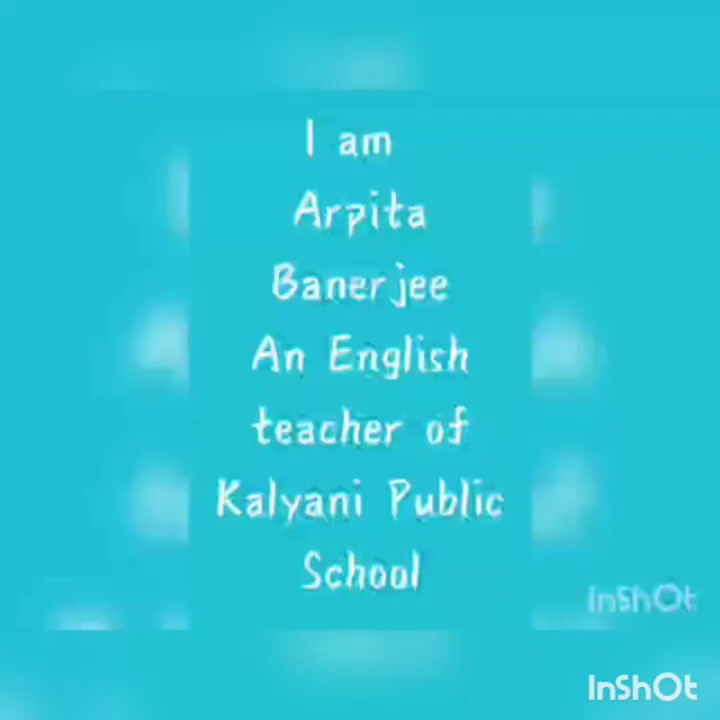 I am
Arpita
Banerjee
An English
teacher of
Kalyani Public
School
InShOt
InShOt